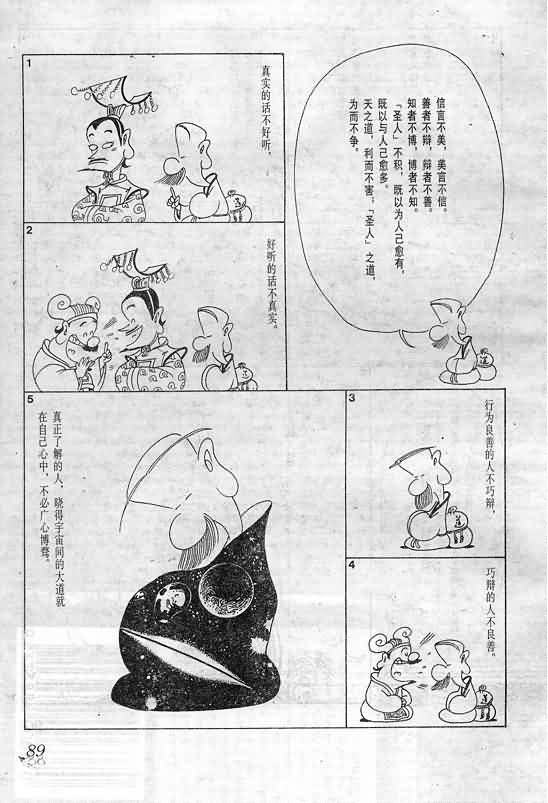 信言不美，美言不信。
善者不辩，辩者不善。
知者不博，博者不知。
「圣人」不积，既以为人己愈有，
既以与人己愈多。
天之道，利而不害；「圣人」之道，
为而不争。
1
真实的话不好听，
2
好听的话不真实。
3
行为良善的人不巧辩，
道
4
巧辩的人不良善。
道
5
真正了解的人，晓得宇宙间的大道就
在自己心中，不必广心博骛。
89